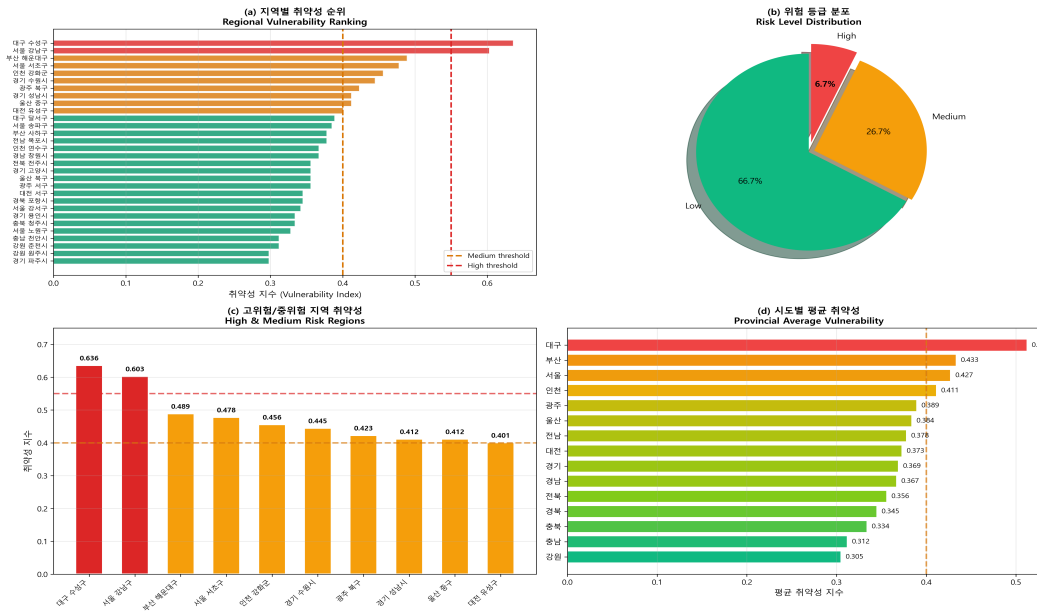 (a) 지역별 취약성 순위
Regional Vulnerability Ranking
대구 수성구
서울 강남구
부산 해운대구
서울 서초구
인천 강화군
경기 수원시
광주 북구
경기 성남시
울산 중구
대전 유성구
대구 달서구
서울 송파구
부산 사하구
전남 목포시
인천 연수구
경남 창원시
전북 전주시
경기 고양시
울산 북구
광주 서구
대전 서구
경북 포항시
서울 강서구
경기 용인시
충북 청주시
서울 노원구
충남 천안시
강원 춘천시
강원 원주시
경기 파주시
Medium threshold
High threshold
0.0 0.1 0.2 0.3 0.4 0.5 0.6
취약성 지수 (Vulnerability Index)
(b) 위험 등급 분포
Risk Level Distribution
High
6.7%
Medium
26.7%
66.7%
Low
(c) 고위험/중위험 지역 취약성
High & Medium Risk Regions
취약성 지수
0.7
0.6
0.5
0.4
0.3
0.2
0.1
0.0
0.636
0.603
0.489
0.478
0.456
0.445
0.423
0.412
0.412
0.401
대구 수성구
서울 강남구
부산 해운대구
서울 서초구
인천 강화군
경기 수원시
광주 북구
경기 성남시
울산 중구
대전 유성구
(d) 시도별 평균 취약성
Provincial Average Vulnerability
대구
부산 0.433
서울 0.427
인천 0.411
광주 0.389
울산 0.384
전남 0.378
대전 0.373
경기 0.369
경남 0.367
전북 0.356
경북 0.345
충북 0.334
충남 0.312
강원 0.305
0.0 0.1 0.2 0.3 0.4 0.5
평균 취약성 지수